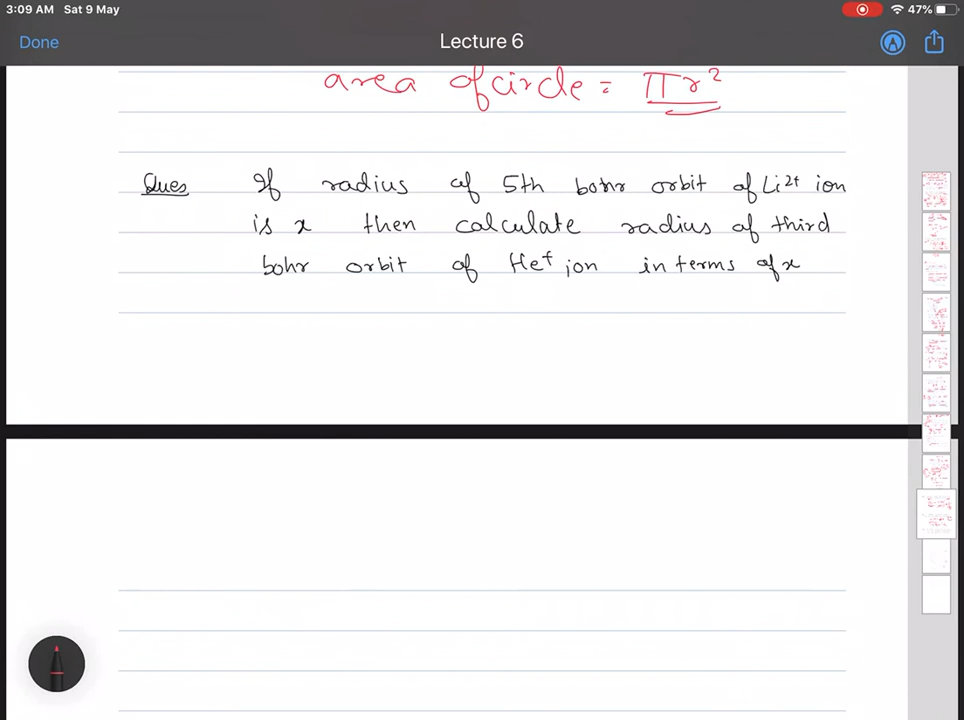 3:09 AM Sat 9 May 47%
Done Lecture 6
area of circle = πr²
Ques If radius of 5th bohr orbit of Li²⁺ ion
is x then calculate radius of third
bohr orbit of He⁺ ion in terms of x